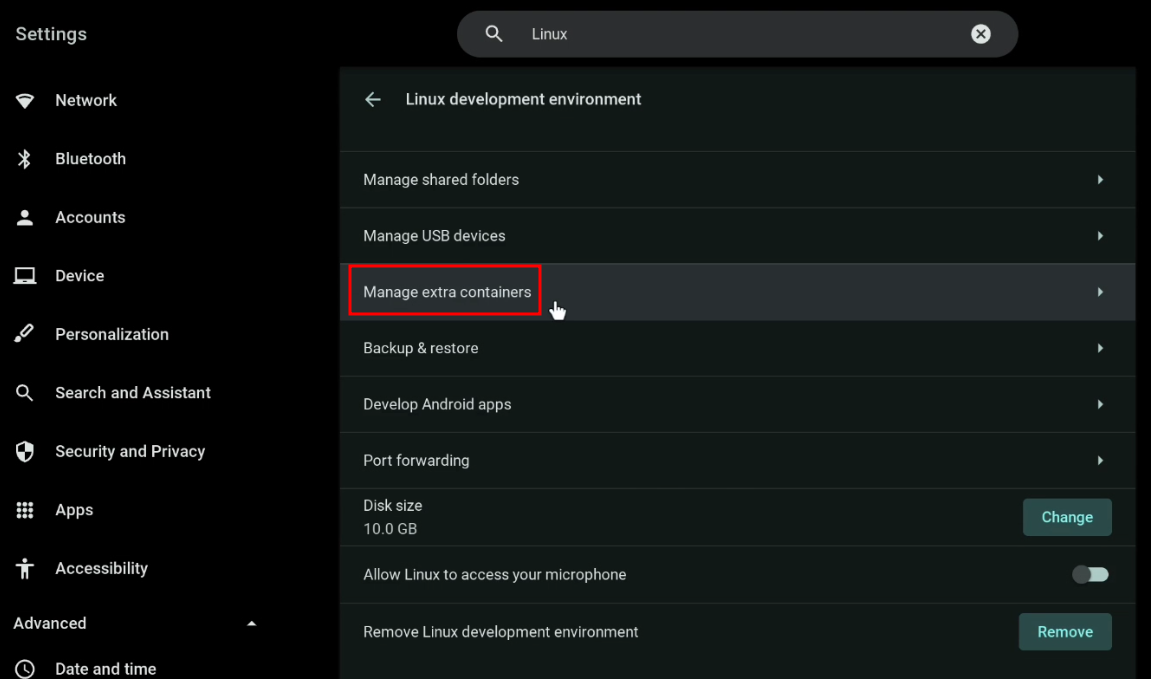 Settings
Linux
Network
Bluetooth
Accounts
Device
Personalization
Search and Assistant
Security and Privacy
Apps
Accessibility
Advanced
Date and time
Linux development environment
Manage shared folders
Manage USB devices
Manage extra containers
Backup & restore
Develop Android apps
Port forwarding
Disk size
10.0 GB
Change
Allow Linux to access your microphone
Remove Linux development environment
Remove